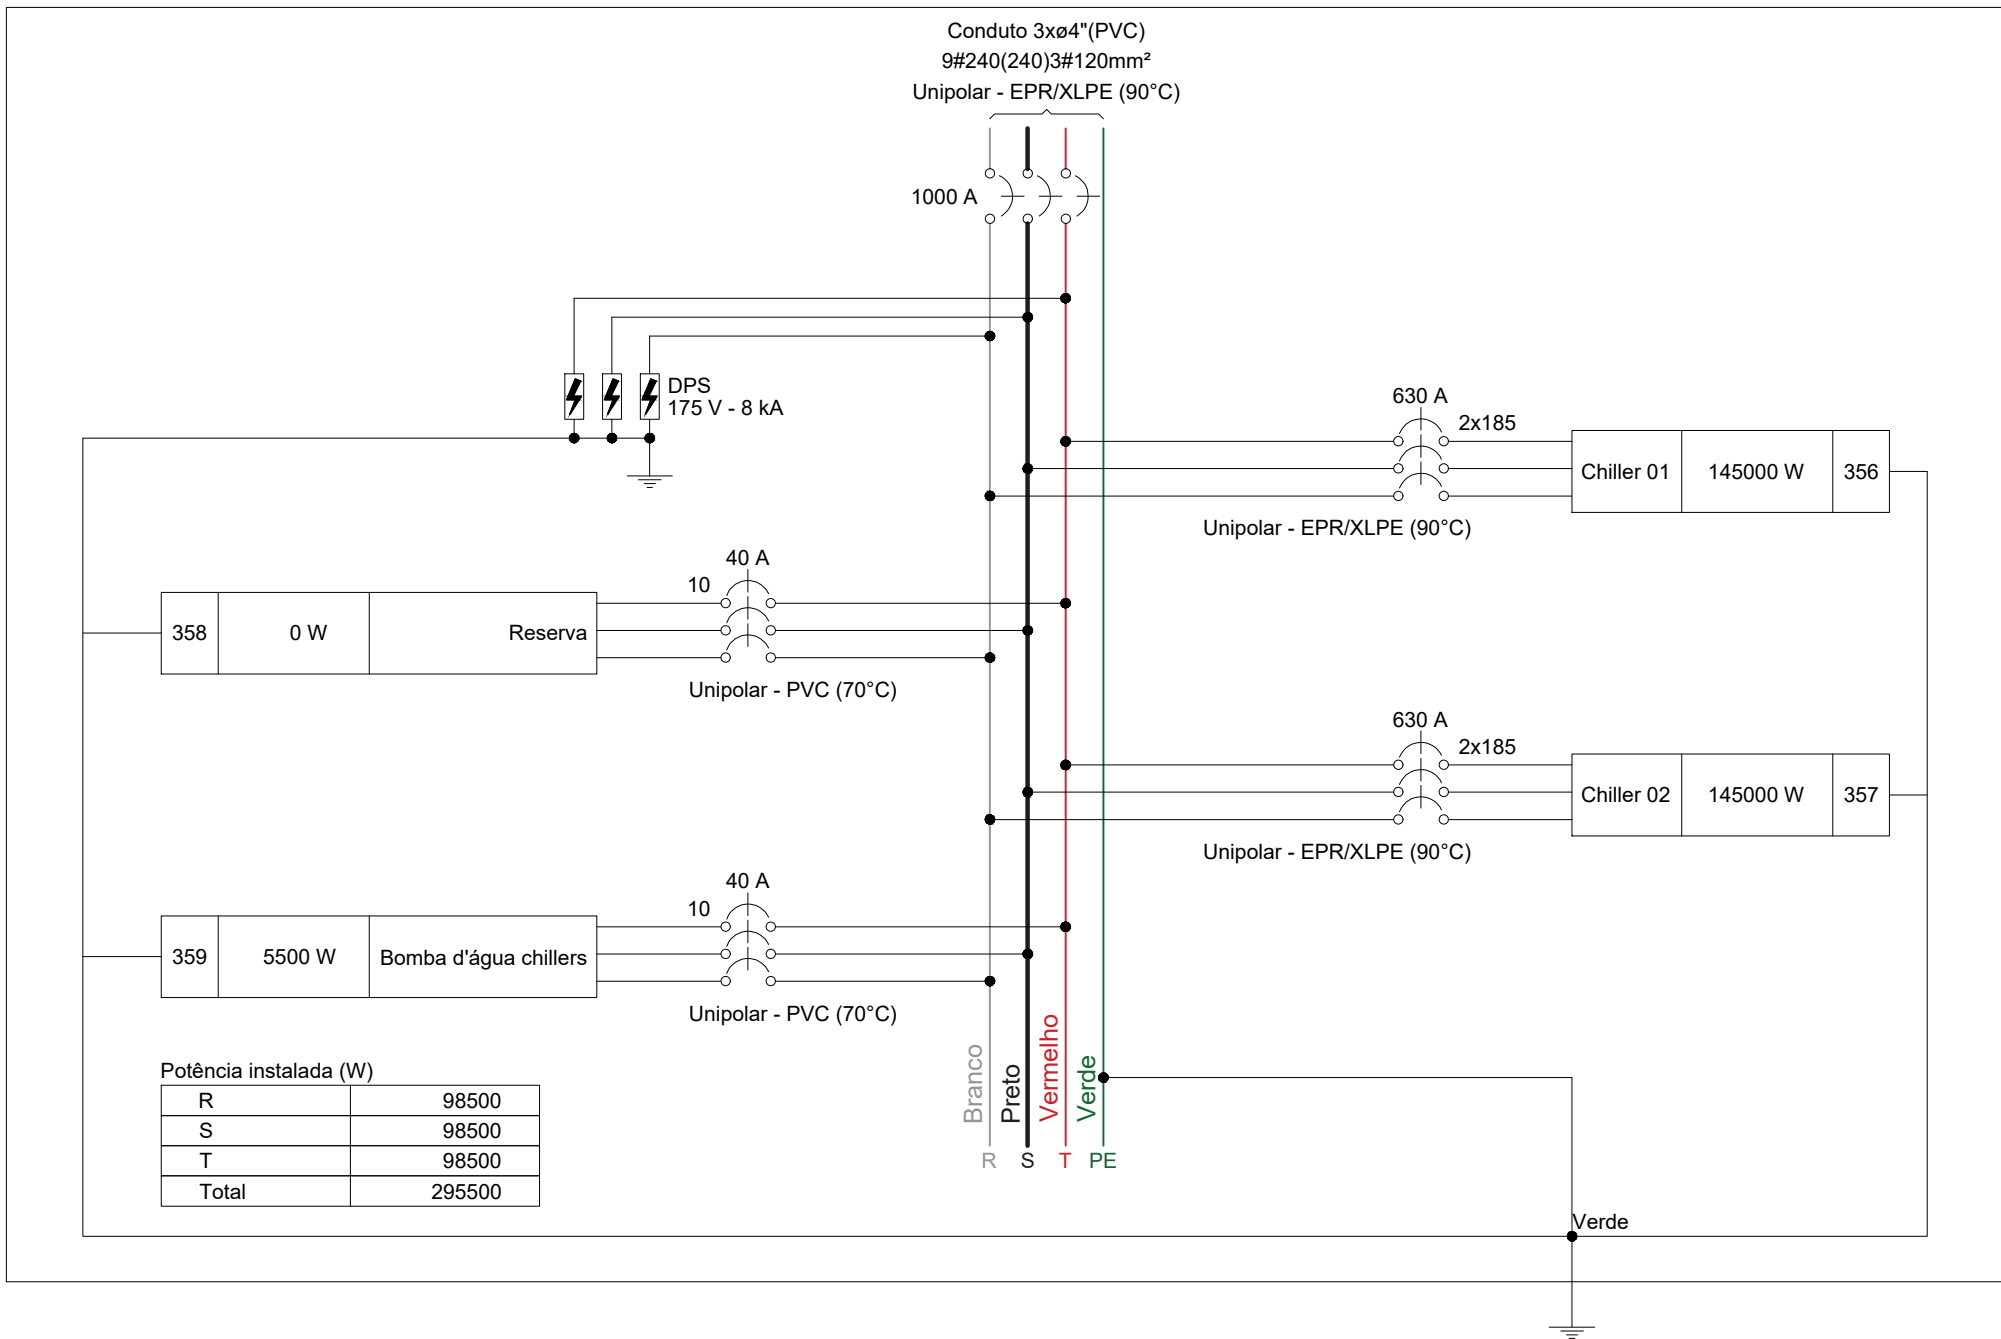 Conduto 3xø4"(PVC)
9#240(240)3#120mm²
Unipolar - EPR/XLPE (90°C)
1000 A
DPS
175 V - 8 kA
630 A
2x185
Chiller 01 145000 W 356
Unipolar - EPR/XLPE (90°C)
40 A
10
358 0 W Reserva
Unipolar - PVC (70°C)
630 A
2x185
Chiller 02 145000 W 357
Unipolar - EPR/XLPE (90°C)
40 A
10
359 5500 W Bomba d'água chillers
Unipolar - PVC (70°C)
Branco
Preto
Vermelho
Verde
R S T PE
Potência instalada (W)
R 98500
S 98500
T 98500
Total 295500
Verde